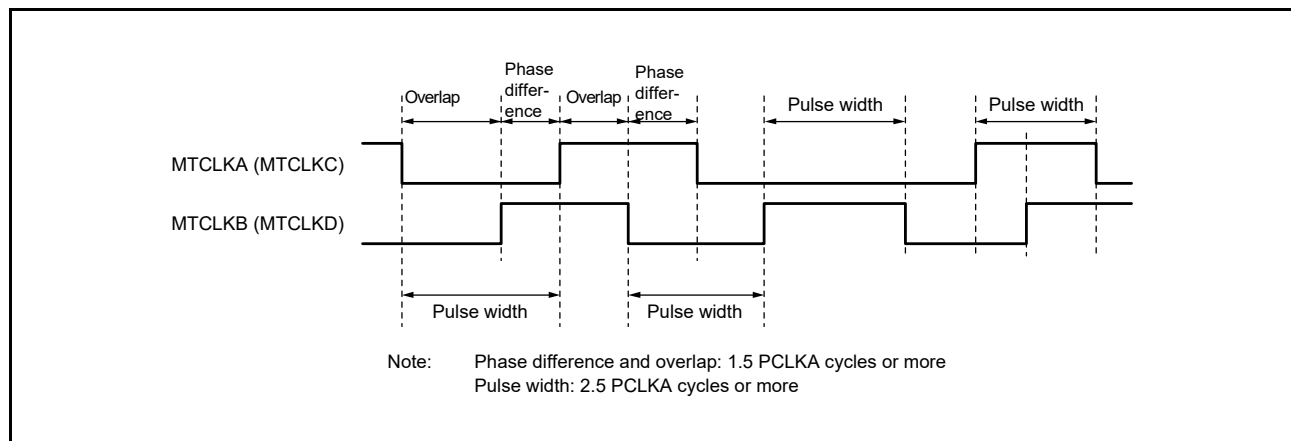 Overlap
Phase
differ-
ence
Overlap
Phase
differ-
ence
Pulse width
Pulse width
MTCLKA (MTCLKC)
MTCLKB (MTCLKD)
Pulse width
Pulse width
Note: Phase difference and overlap: 1.5 PCLKA cycles or more
Pulse width: 2.5 PCLKA cycles or more